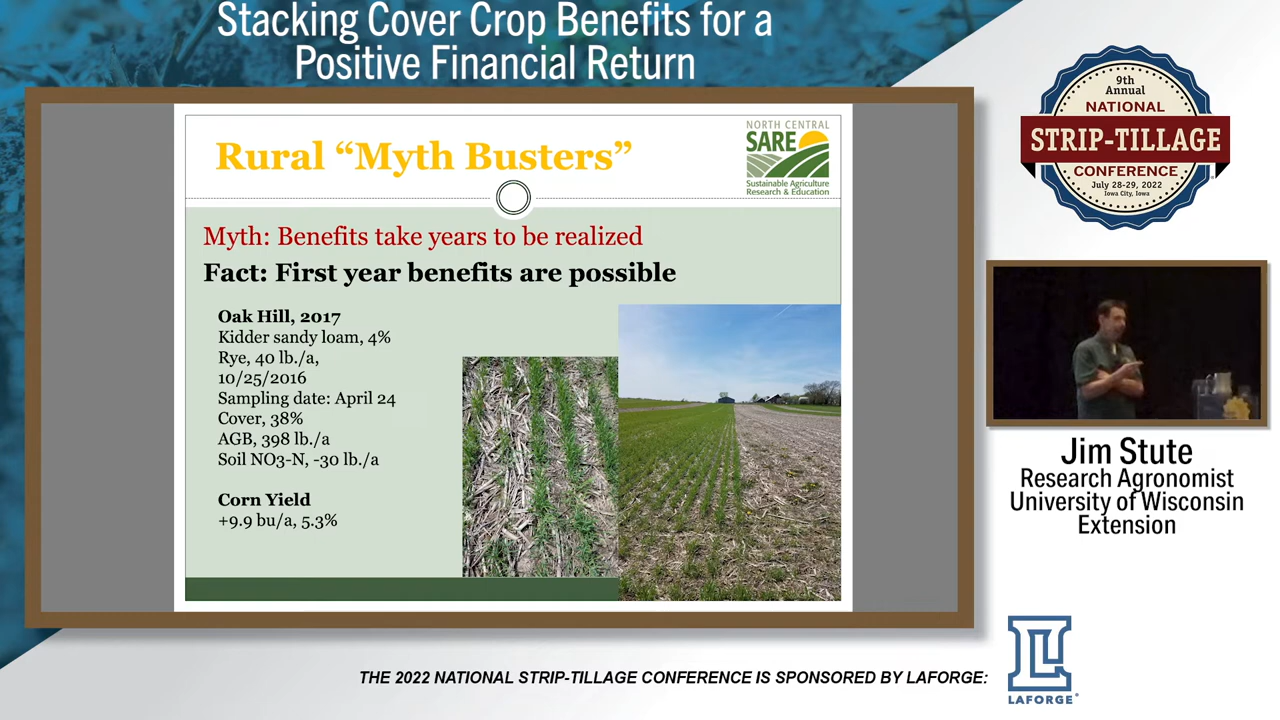 Stacking Cover Crop Benefits for a
Positive Financial Return
Rural “Myth Busters”
NORTH CENTRAL
SARE
Sustainable Agriculture
Research & Education
Myth: Benefits take years to be realized
Fact: First year benefits are possible
Oak Hill, 2017
Kidder sandy loam, 4%
Rye, 40 lb./a,
10/25/2016
Sampling date: April 24
Cover, 38%
AGB, 398 lb./a
Soil NO3-N, -30 lb./a
Corn Yield
+9.9 bu/a, 5.3%
9th
Annual
NATIONAL
STRIP-TILLAGE
CONFERENCE
July 28-29, 2022
Iowa City, Iowa
Jim Stute
Research Agronomist
University of Wisconsin
Extension
THE 2022 NATIONAL STRIP-TILLAGE CONFERENCE IS SPONSORED BY LAFORGE:
LAFORGE®